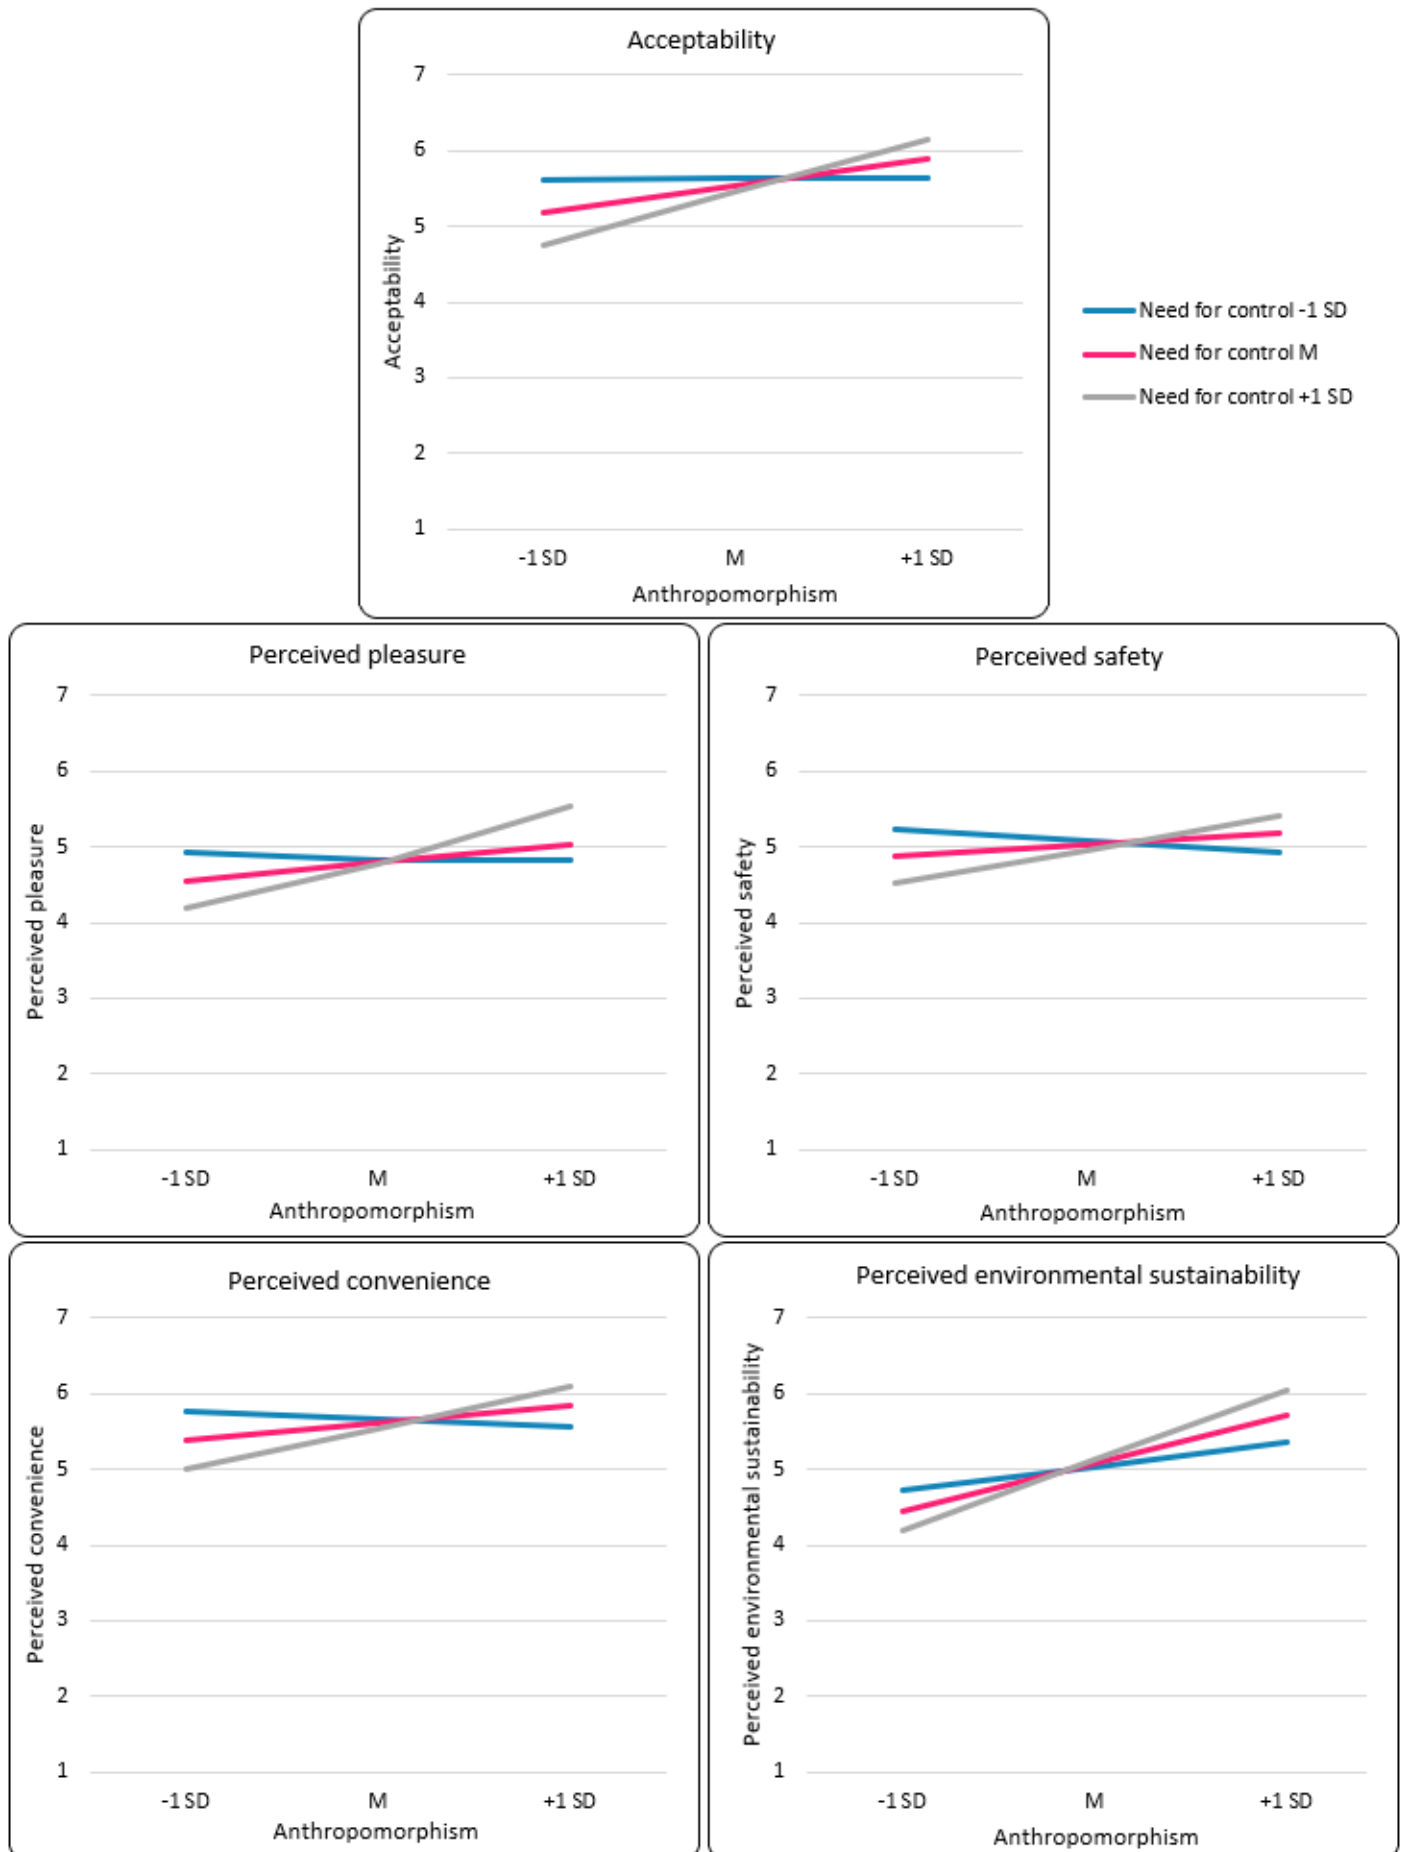 Acceptability
7
6
5
4
3
2
1
Acceptability
-1 SD M +1 SD
Anthropomorphism
Need for control -1 SD
Need for control M
Need for control +1 SD
Perceived pleasure
7
6
5
4
3
2
1
Perceived pleasure
-1 SD M +1 SD
Anthropomorphism
Perceived safety
7
6
5
4
3
2
1
Perceived safety
-1 SD M +1 SD
Anthropomorphism
Perceived convenience
7
6
5
4
3
2
1
Perceived convenience
-1 SD M +1 SD
Anthropomorphism
Perceived environmental sustainability
7
6
5
4
3
2
1
Perceived environmental sustainability
-1 SD M +1 SD
Anthropomorphism